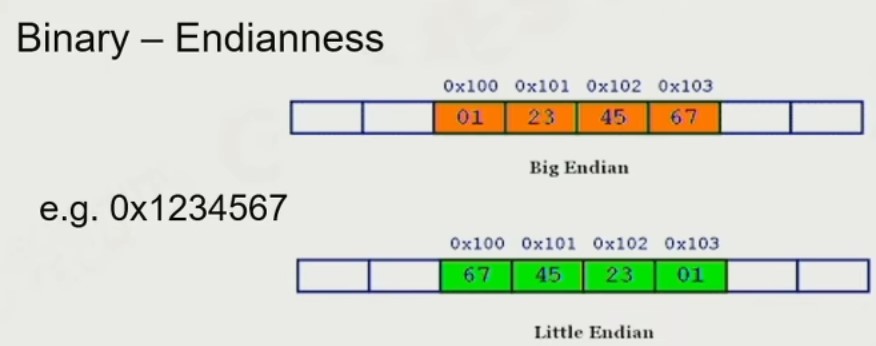 Binary – Endianness
0x100 0x101 0x102 0x103
01 23 45 67
Big Endian
e.g. 0x1234567
0x100 0x101 0x102 0x103
67 45 23 01
Little Endian